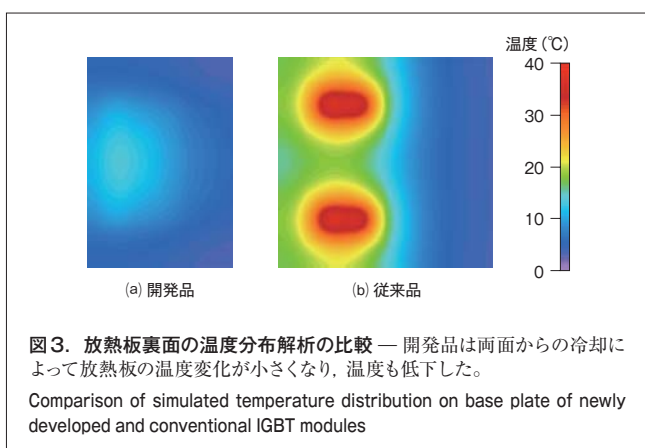 温度(℃)
40
30
20
10
0
(a) 開発品
(b) 従来品
図3. 放熱板裏面の温度分布解析の比較 — 開発品は両面からの冷却に
よって放熱板の温度変化が小さくなり，温度も低下した。
Comparison of simulated temperature distribution on base plate of newly
developed and conventional IGBT modules